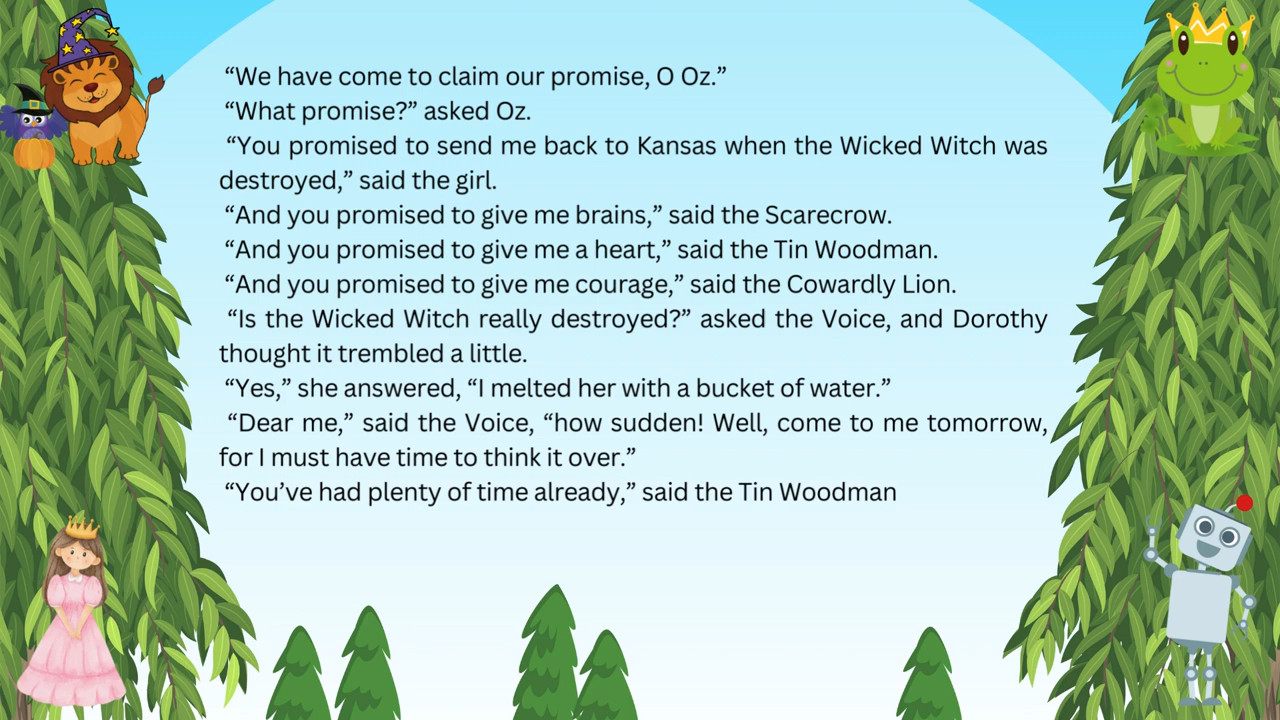 “We have come to claim our promise, O Oz.”
“What promise?” asked Oz.
“You promised to send me back to Kansas when the Wicked Witch was
destroyed,” said the girl.
“And you promised to give me brains,” said the Scarecrow.
“And you promised to give me a heart,” said the Tin Woodman.
“And you promised to give me courage,” said the Cowardly Lion.
“Is the Wicked Witch really destroyed?” asked the Voice, and Dorothy
thought it trembled a little.
“Yes,” she answered, “I melted her with a bucket of water.”
“Dear me,” said the Voice, “how sudden! Well, come to me tomorrow,
for I must have time to think it over.”
“You’ve had plenty of time already,” said the Tin Woodman